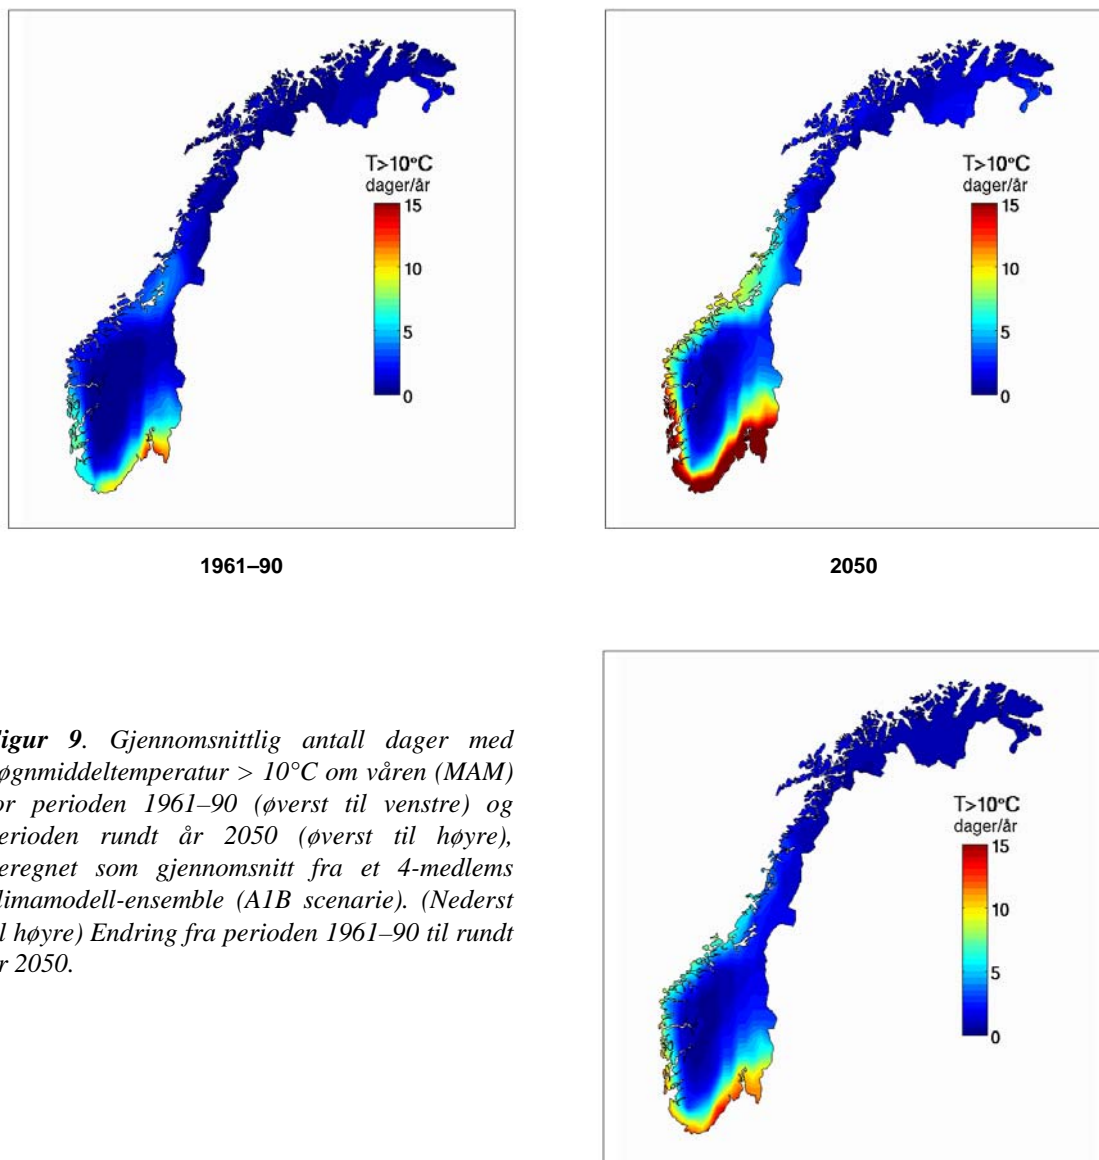 T>10°C
dager/år
15
10
5
0
T>10°C
dager/år
15
10
5
0
1961–90
2050
igur 9. Gjennomsnittlig antall dager med
øgnmiddeltemperatur > 10°C om våren (MAM)
or perioden 1961–90 (øverst til venstre) og
erioden rundt år 2050 (øverst til høyre),
eregnet som gjennomsnitt fra et 4-medlems
limamodell-ensemble (A1B scenarie). (Nederst
l høyre) Endring fra perioden 1961–90 til rundt
r 2050.
T>10°C
dager/år
15
10
5
0